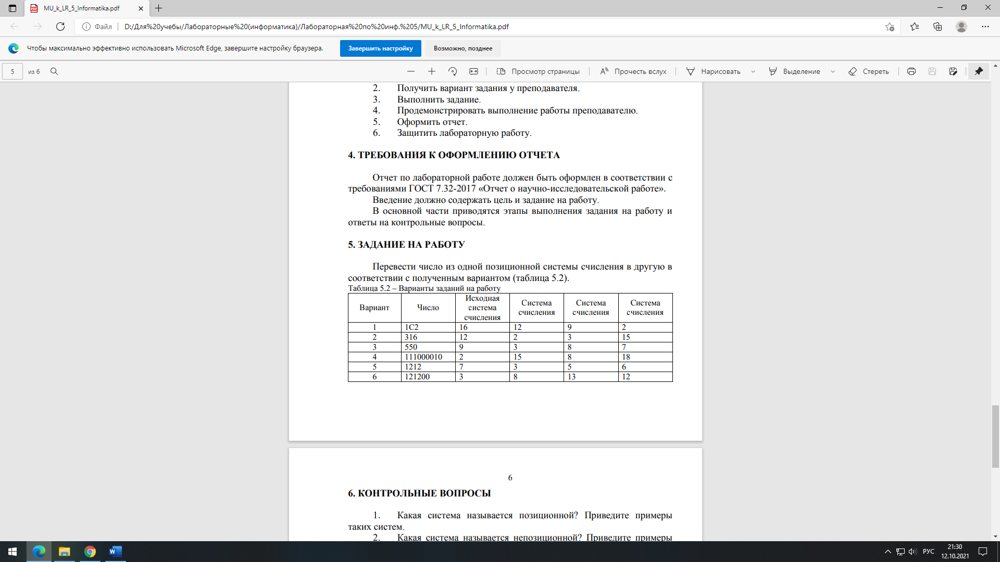 MU_k_LR_5_Informatika.pdf
Файл
D:/Для%20учебы/Лабораторные%20(информатика)/Лабораторная%20по%20инф.%205/MU_k_LR_5_Informatika.pdf
Чтобы максимально эффективно использовать Microsoft Edge, завершите настройку браузера. Завершить настройку Возможно, позднее
5 из 6 Просмотр страницы Прочесть вслух Нарисовать Выделение Стереть
2. Получить вариант задания у преподавателя.
3. Выполнить задание.
4. Продемонстрировать выполнение работы преподавателю.
5. Оформить отчет.
6. Защитить лабораторную работу.
4. ТРЕБОВАНИЯ К ОФОРМЛЕНИЮ ОТЧЕТА
Отчет по лабораторной работе должен быть оформлен в соответствии с
требованиями ГОСТ 7.32-2017 «Отчет о научно-исследовательской работе».
Введение должно содержать цель и задание на работу.
В основной части приводятся этапы выполнения задания на работу и
ответы на контрольные вопросы.
5. ЗАДАНИЕ НА РАБОТУ
Перевести число из одной позиционной системы счисления в другую в
соответствии с полученным вариантом (таблица 5.2).
Таблица 5.2 – Варианты заданий на работу
Вариант Число Исходная система счисления Система счисления Система счисления Система счисления
1 1C2 16 12 9 2
2 316 12 2 3 15
3 550 9 3 8 7
4 111000010 2 15 8 18
5 1212 7 3 5 6
6 121200 3 8 13 12
6
6. КОНТРОЛЬНЫЕ ВОПРОСЫ
1. Какая система называется позиционной? Приведите примеры
таких систем.
2. Какая система называется непозиционной? Приведите примеры
РУС
21:30
12.10.2021